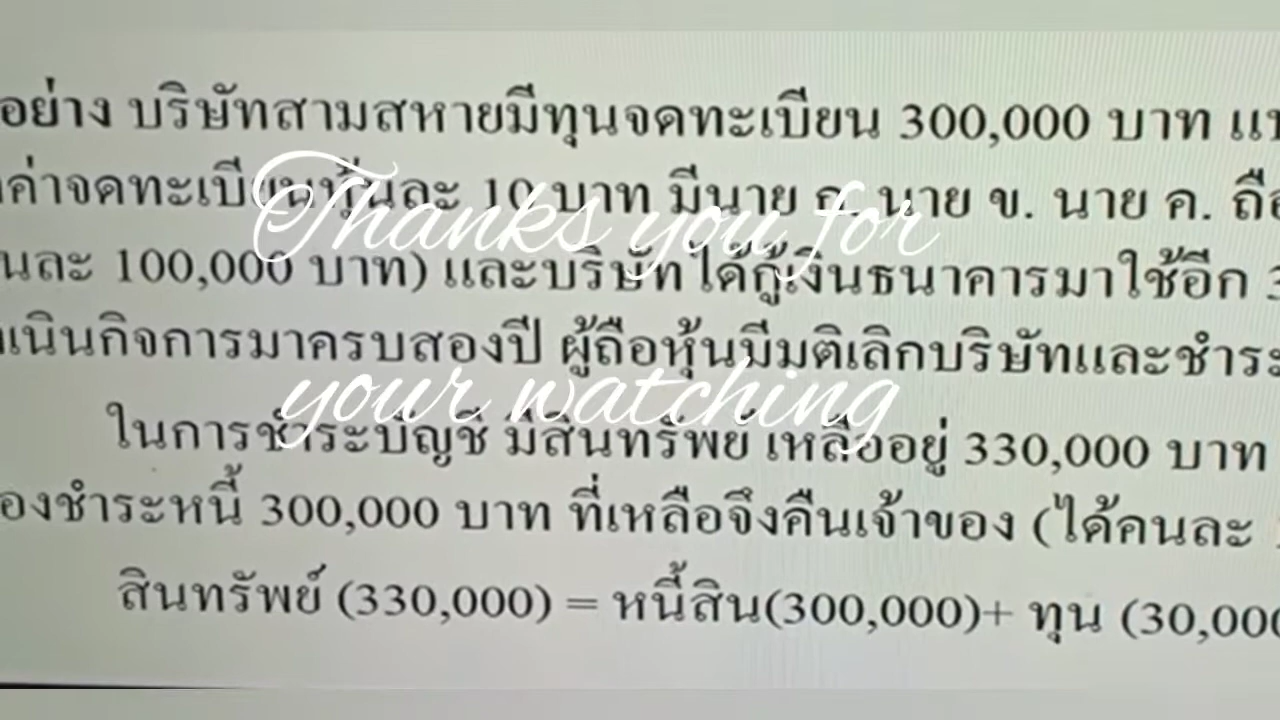 อย่าง บริษัทสามสหายมีทุนจดทะเบียน 300,000 บาท
ค่าจดทะเบียนหุ้นละ 10 บาท มีนาย ก. นาย ข. นาย ค.
นละ 100,000 บาท) และบริษัทได้กู้เงินธนาคารมาใช้อีก
เนินกิจการมาครบสองปี ผู้ถือหุ้นมีมติเลิกบริษัทและชำระ
ในการชำระบัญชี มีสินทรัพย์ เหลืออยู่ 330,000 บาท
องชำระหนี้ 300,000 บาท ที่เหลือจึงคืนเจ้าของ (ได้คนละ
สินทรัพย์ (330,000) = หนี้สิน(300,000)+ ทุน (30,000
Thanks you for
your watching